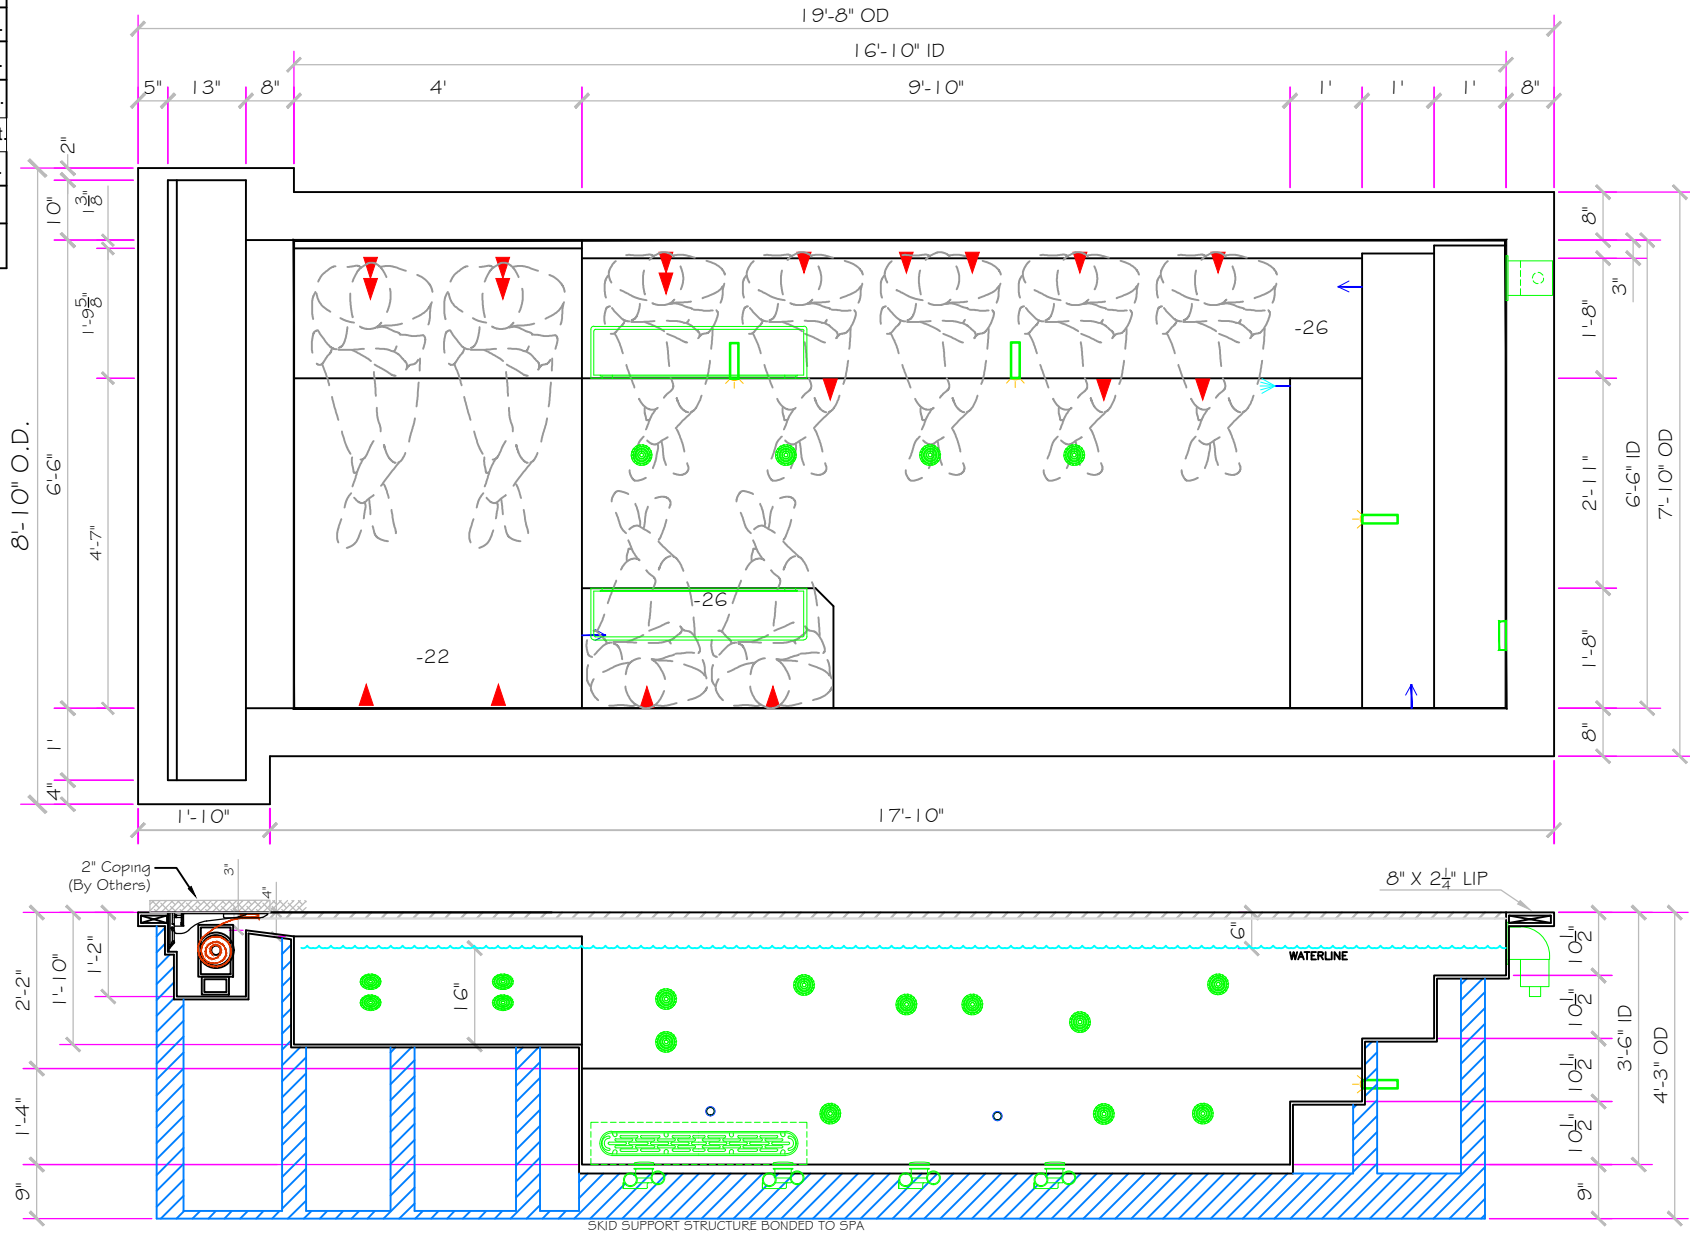 19'-8" OD
16'-10" ID
5" 13" 8" 4' 9'-10" 1' 1' 1' 8"
2"
10"
1 3/8"
1'-9 5/8"
8'-10" O.D.
6'-6"
4'-7"
1'
4"
8"
3"
1'-8"
2'-11"
6'-6" ID
7'-10" OD
1'-8"
8"
-26
-26
-22
1'-10" 17'-10"
2" Coping
(By Others)
3"
4"
8" X 2 1/4" LIP
6"
WATERLINE
16"
1'-2"
1'-10"
2'-2"
1'-4"
9"
10 1/2"
10 1/2"
10 1/2"
10 1/2"
3'-6" ID
4'-3" OD
9"
SKID SUPPORT STRUCTURE BONDED TO SPA